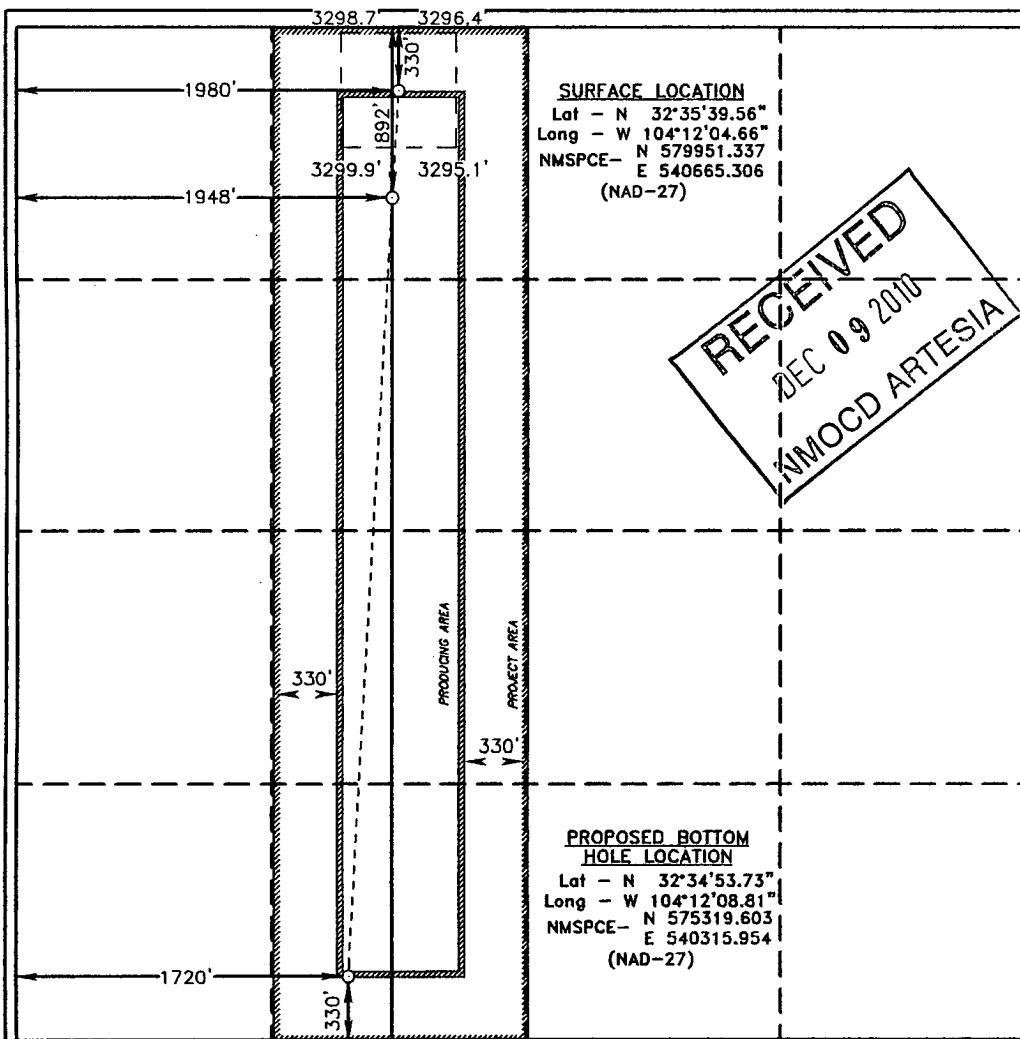 3298.7 3296.4
330'
1980'
892'
3299.9' 3295.1'
1948'
SURFACE LOCATION
Lat - N 32°35'39.56"
Long - W 104°12'04.66"
NMSPCE- N 579951.337
E 540665.306
(NAD-27)
RECEIVED
DEC 09 2010
NMOCD ARTESIA
PRODUCING AREA
PROJECT AREA
330'
330'
PROPOSED BOTTOM
HOLE LOCATION
Lat - N 32°34'53.73"
Long - W 104°12'08.81"
NMSPCE- N 575319.603
E 540315.954
(NAD-27)
1720'
330'